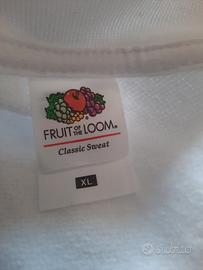 FRUIT OF THE LOOM®
Classic Sweat
XL